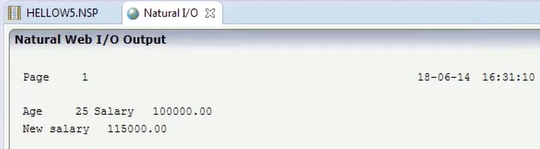 HELLOW5.NSP Natural I/O
Natural Web I/O Output
Page 1 18-06-14 16:31:10
Age 25 Salary 100000.00
New salary 115000.00